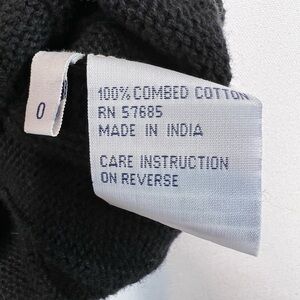 0
100% COMBED COTTON
RN 57685
MADE IN INDIA
CARE INSTRUCTION
ON REVERSE